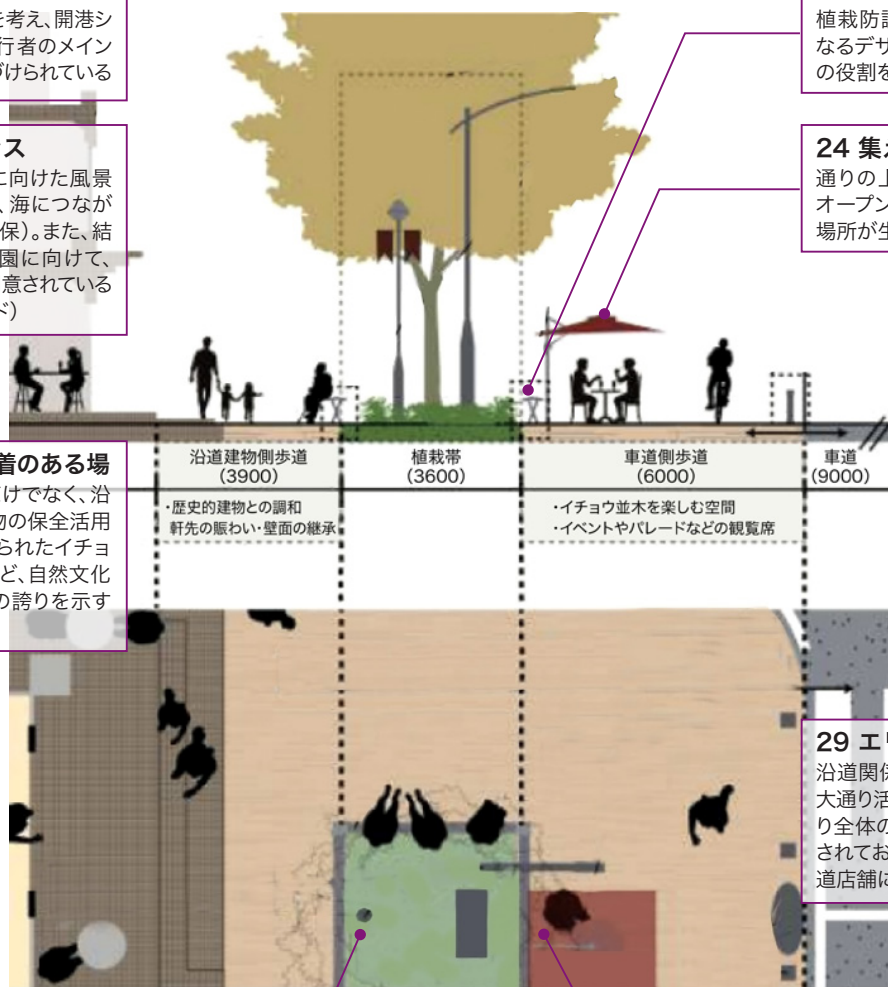 を考え、開港シ
行者のメイン
づけられている
ス
に向けた風景
、海につなが
保)。また、結
園に向けて、
意されている
ド)
着のある場
けでなく、沿
物の保全活用
られたイチョ
ど、自然文化
の誇りを示す
植栽防護
なるデザ
の役割を
24 集
通りの上
オープン
場所が生
沿道建物側歩道
(3900)
植栽帯
(3600)
車道側歩道
(6000)
車道
(9000)
・歴史的建物との調和
軒先の賑わい・壁面の継承
・イチョウ並木を楽しむ空間
・イベントやパレードなどの観覧席
29 エリ
沿道関係
大通り活
り全体の
されてお
道店舗に